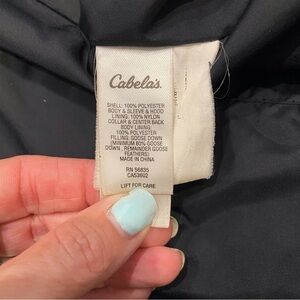 Cabela's
SHELL: 100% POLYESTER
BODY & SLEEVE & HOOD
LINING: 100% NYLON
COLLAR & CENTER BACK
BODY LINING:
100% POLYESTER
FILLING: GOOSE DOWN
(MINIMUM 80% GOOSE
DOWN, REMAINDER GOOSE
FEATHERS)
MADE IN CHINA
RN 56835
CA53602
LIFT FOR CARE